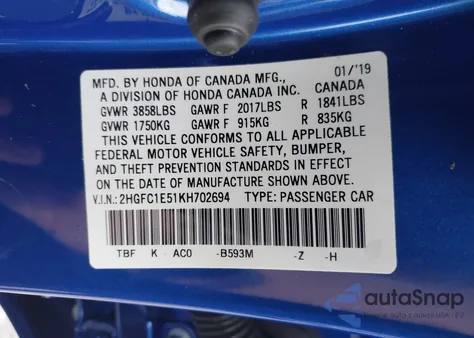 MFD. BY HONDA OF CANADA MFG., 01/'19
A DIVISION OF HONDA CANADA INC. CANADA
GVWR 3858LBS GAWR F 2017LBS R 1841LBS
GVWR 1750KG GAWR F 915KG R 835KG
THIS VEHICLE CONFORMS TO ALL APPLICABLE
FEDERAL MOTOR VEHICLE SAFETY, BUMPER,
AND THEFT PREVENTION STANDARDS IN EFFECT
ON THE DATE OF MANUFACTURE SHOWN ABOVE.
V.I.N.: 2HGFC1E51KH702694 TYPE: PASSENGER CAR
TBF K AC0 -B593M -Z -H
autoSnap